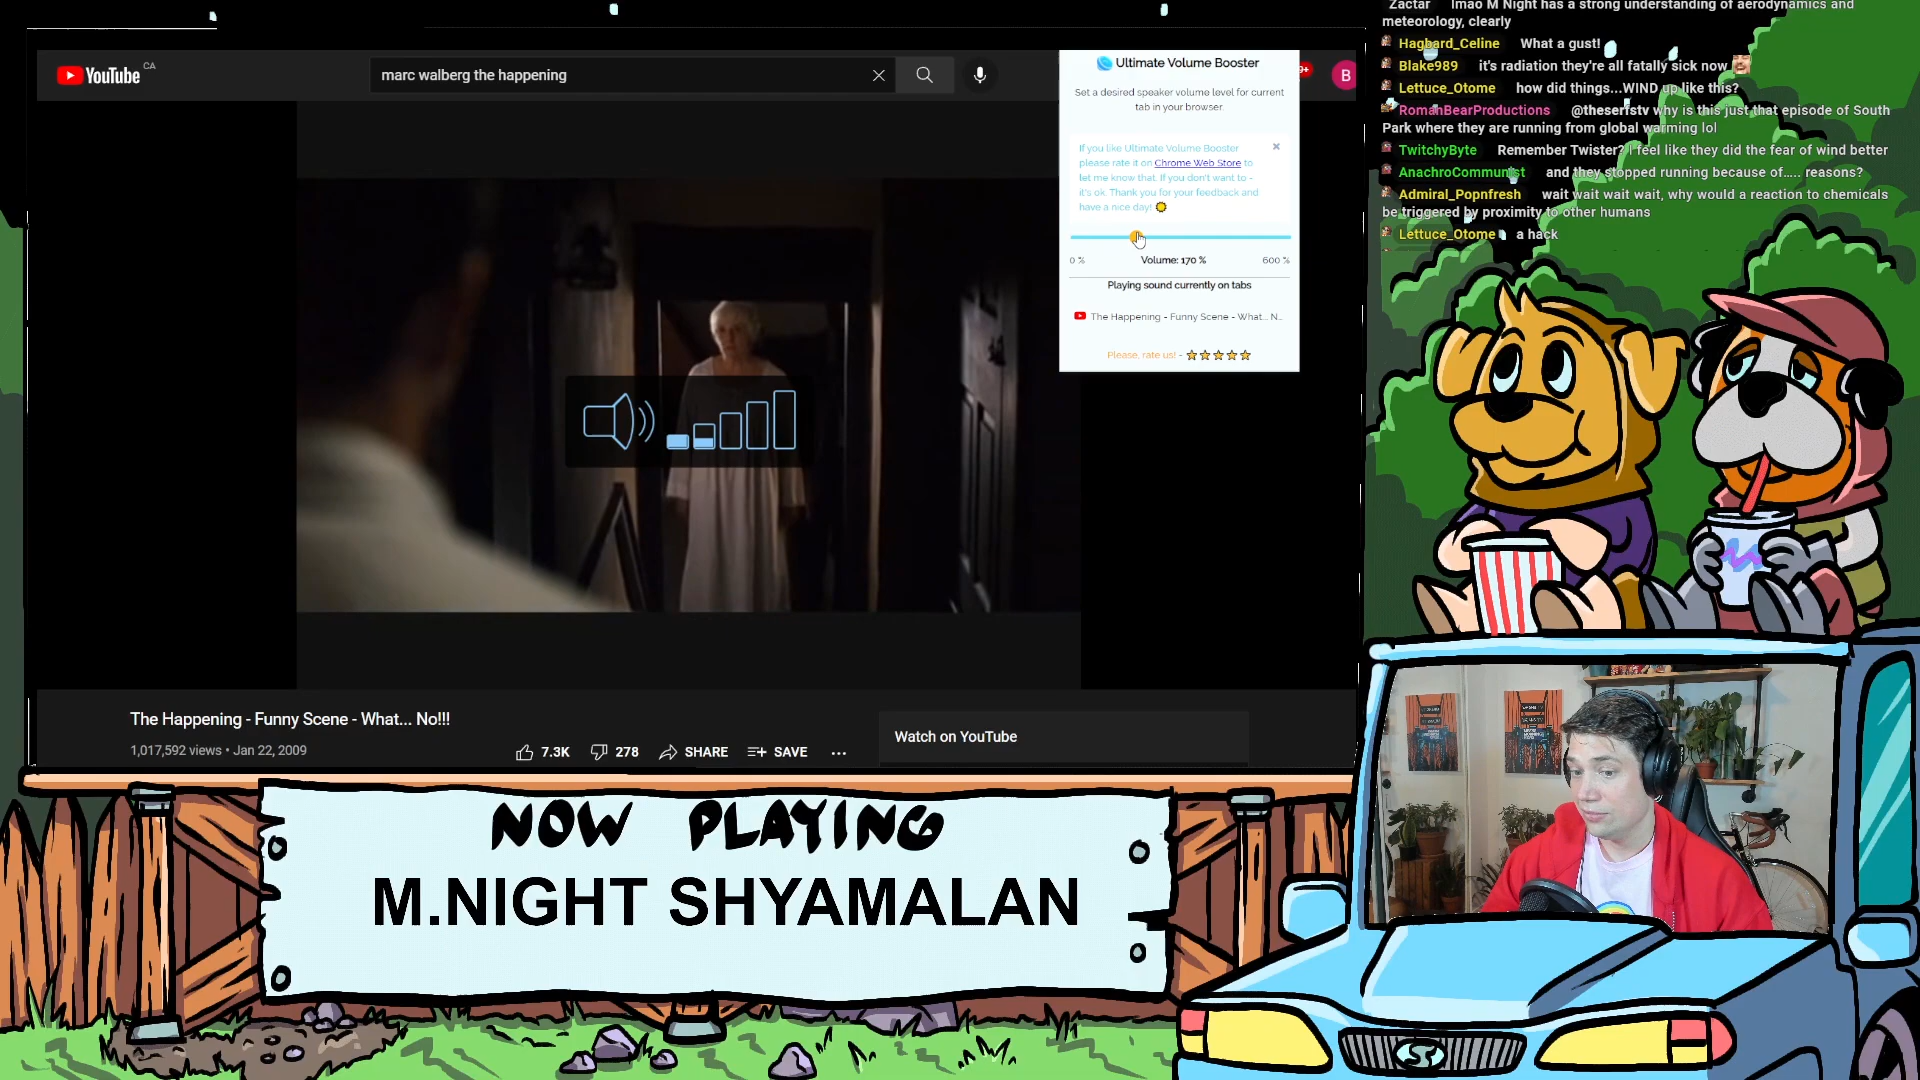 YouTube CA
marc walberg the happening
9+
B
Ultimate Volume Booster
Set a desired speaker volume level for current
tab in your browser.
If you like Ultimate Volume Booster
please rate it on Chrome Web Store to
let me know that. If you don't want to -
it's ok. Thank you for your feedback and
have a nice day!
0 %
Volume: 170 %
600 %
Playing sound currently on tabs
The Happening - Funny Scene - What... N...
Please, rate us! -
Zactar lmao M Night has a strong understanding of aerodynamics and
meteorology, clearly
Hagbard_Celine What a gust!
Blake989 it's radiation they're all fatally sick now
Lettuce_Otome how did things...WIND up like this?
RomanBearProductions @theserfstv why is this just that episode of South
Park where they are running from global warming lol
TwitchyByte Remember Twister? I feel like they did the fear of wind better
AnachroCommunist and they stopped running because of..... reasons?
Admiral_Popnfresh wait wait wait wait, why would a reaction to chemicals
be triggered by proximity to other humans
Lettuce_Otome a hack
The Happening - Funny Scene - What... No!!!
1,017,592 views • Jan 22, 2009
7.3K
278
SHARE
SAVE
Watch on YouTube
NOW PLAYING
M.NIGHT SHYAMALAN